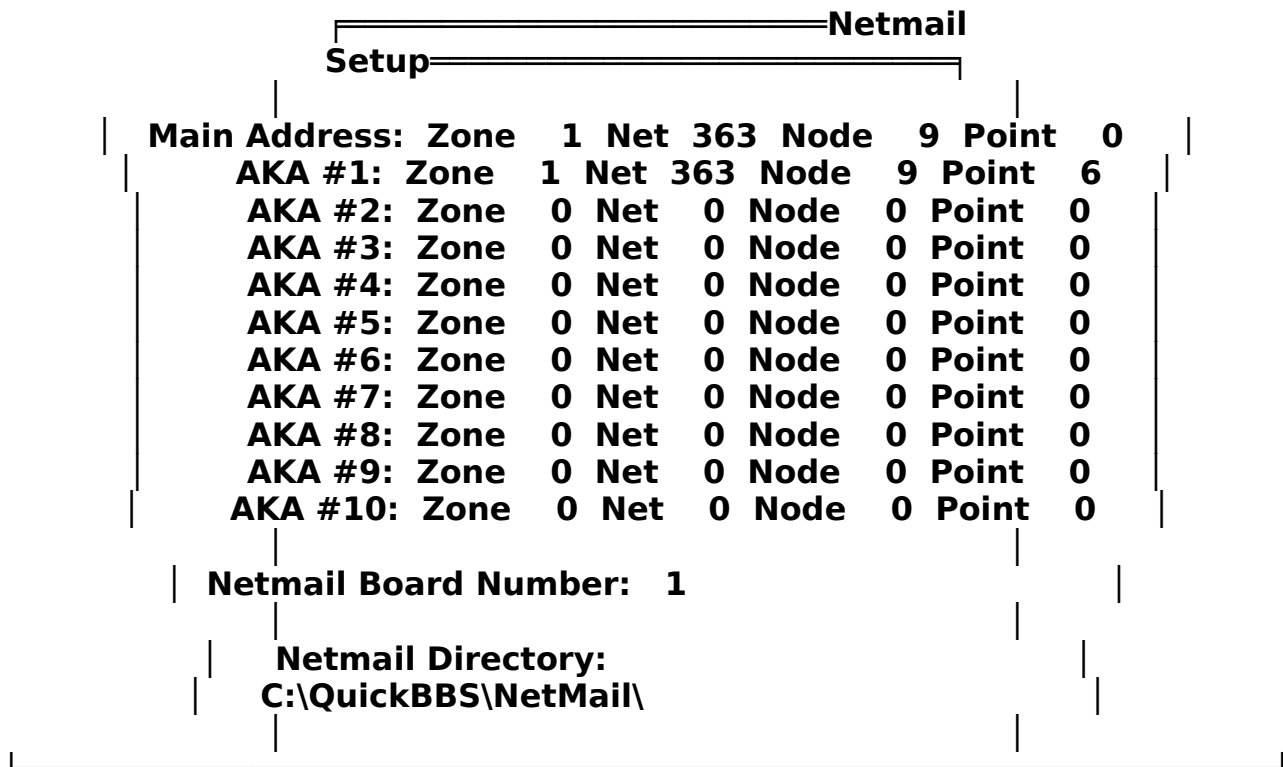 ╒═════════════════════════Netmail
Setup═══════════════════════════╕
│ │
│ Main Address: Zone 1 Net 363 Node 9 Point 0 │
│ AKA #1: Zone 1 Net 363 Node 9 Point 6 │
│ AKA #2: Zone 0 Net 0 Node 0 Point 0 │
│ AKA #3: Zone 0 Net 0 Node 0 Point 0 │
│ AKA #4: Zone 0 Net 0 Node 0 Point 0 │
│ AKA #5: Zone 0 Net 0 Node 0 Point 0 │
│ AKA #6: Zone 0 Net 0 Node 0 Point 0 │
│ AKA #7: Zone 0 Net 0 Node 0 Point 0 │
│ AKA #8: Zone 0 Net 0 Node 0 Point 0 │
│ AKA #9: Zone 0 Net 0 Node 0 Point 0 │
│ AKA #10: Zone 0 Net 0 Node 0 Point 0 │
│ │
│ Netmail Board Number: 1 │
│ │
│ Netmail Directory: │
│ C:\QuickBBS\NetMail\ │
│ │